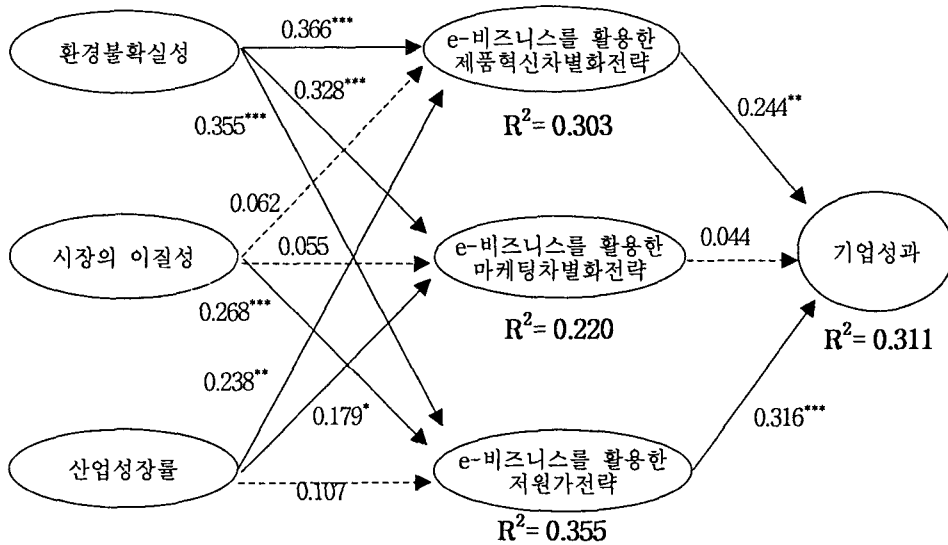 환경불확실성
0.366***
e-비즈니스를 활용한
제품혁신차별화전략
R²= 0.303
0.328***
0.355***
0.244**
0.062
시장의 이질성
0.055
e-비즈니스를 활용한
마케팅차별화전략
R²= 0.220
0.044
기업성과
R²= 0.311
0.268***
0.238**
0.179*
0.316***
산업성장률
0.107
e-비즈니스를 활용한
저원가전략
R²= 0.355